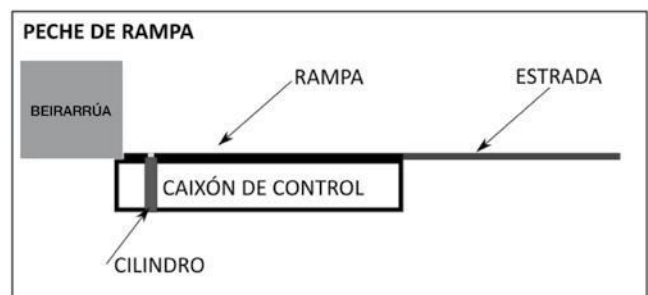 PECHE DE RAMPA
RAMPA
ESTRADA
BEIRARRÚA
CAIXÓN DE CONTROL
CILINDRO